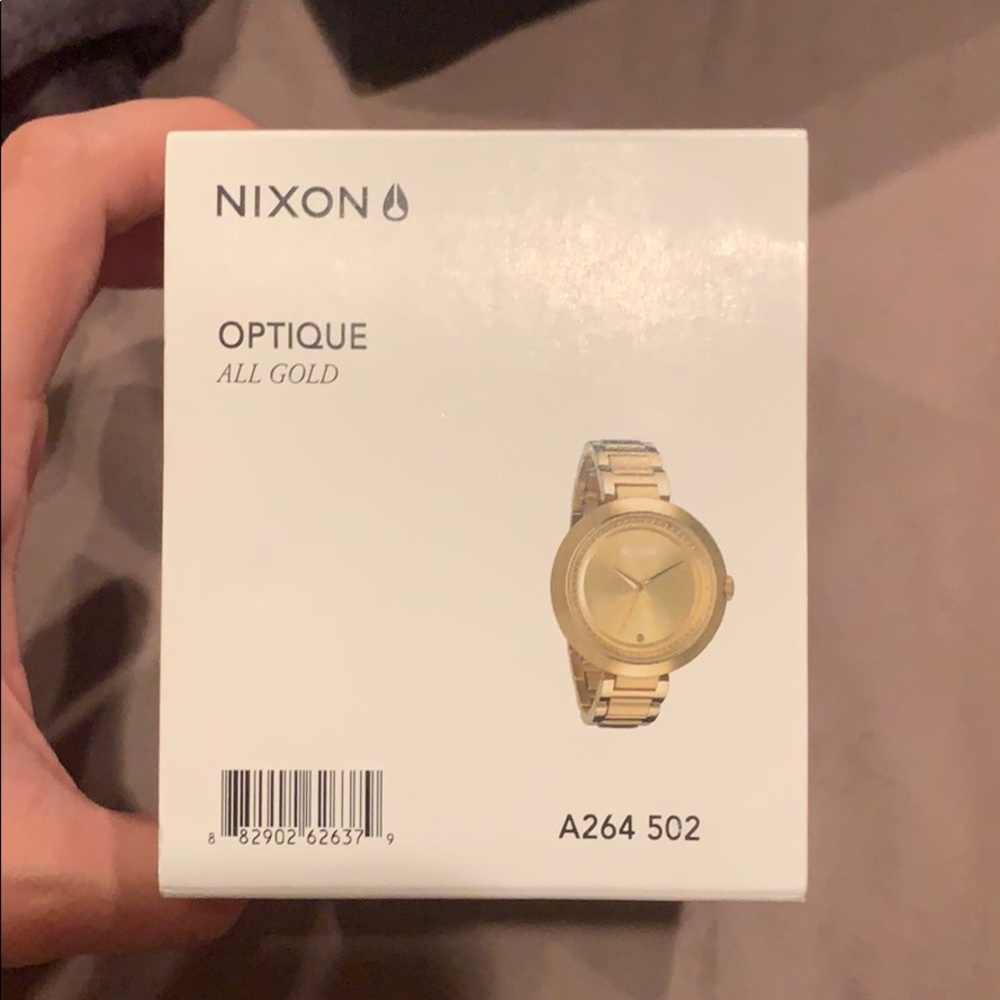 NIXON
OPTIQUE
ALL GOLD
8 82902 62637 9
A264 502